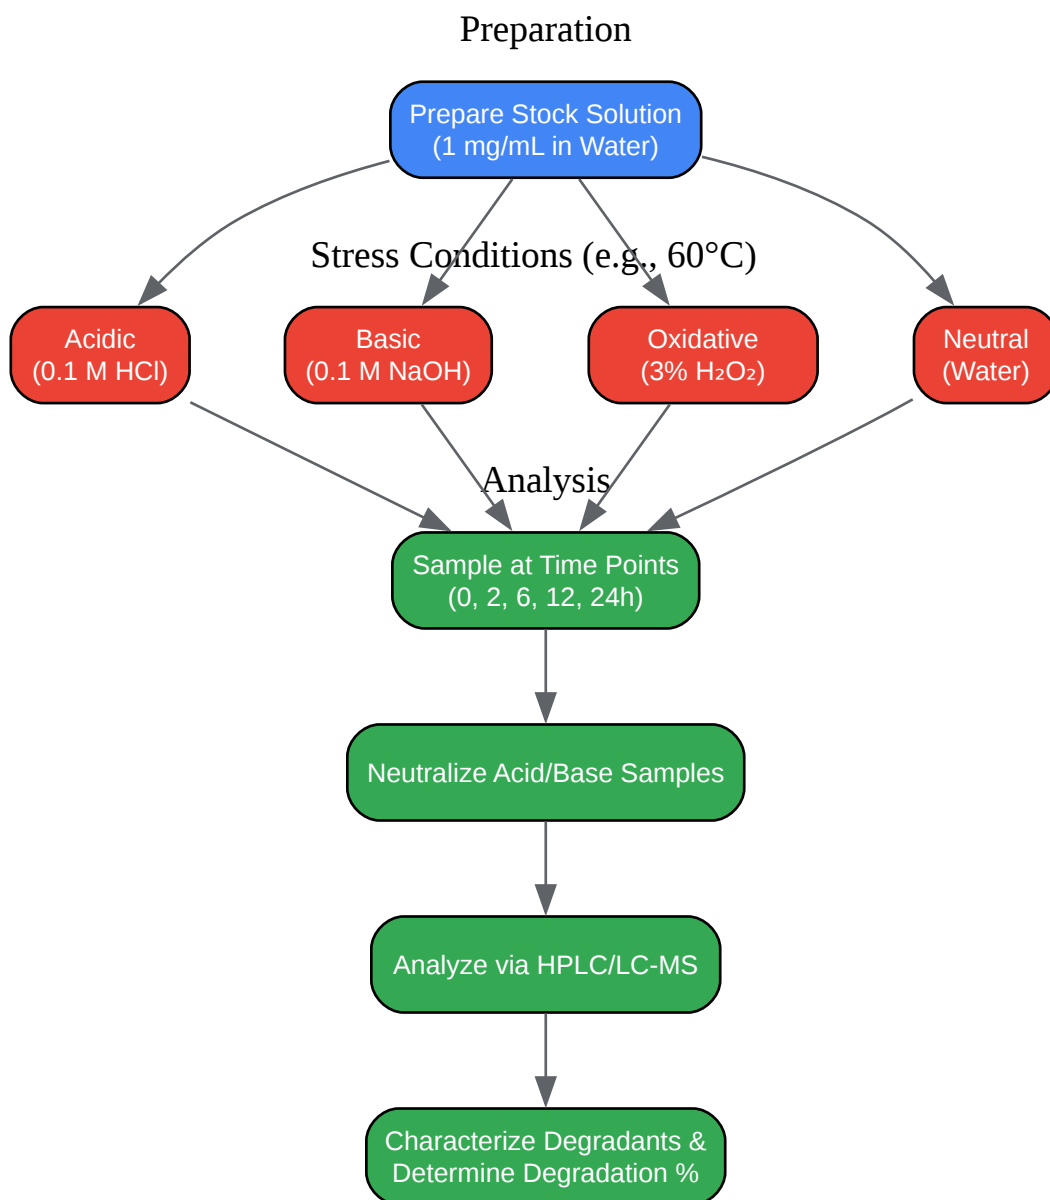 Preparation
Prepare Stock Solution
(1 mg/mL in Water)
Stress Conditions (e.g., 60°C)
Acidic
(0.1 M HCl)
Basic
(0.1 M NaOH)
Oxidative
(3% H₂O₂)
Neutral
(Water)
Analysis
Sample at Time Points
(0, 2, 6, 12, 24h)
Neutralize Acid/Base Samples
Analyze via HPLC/LC-MS
Characterize Degradants &
Determine Degradation %